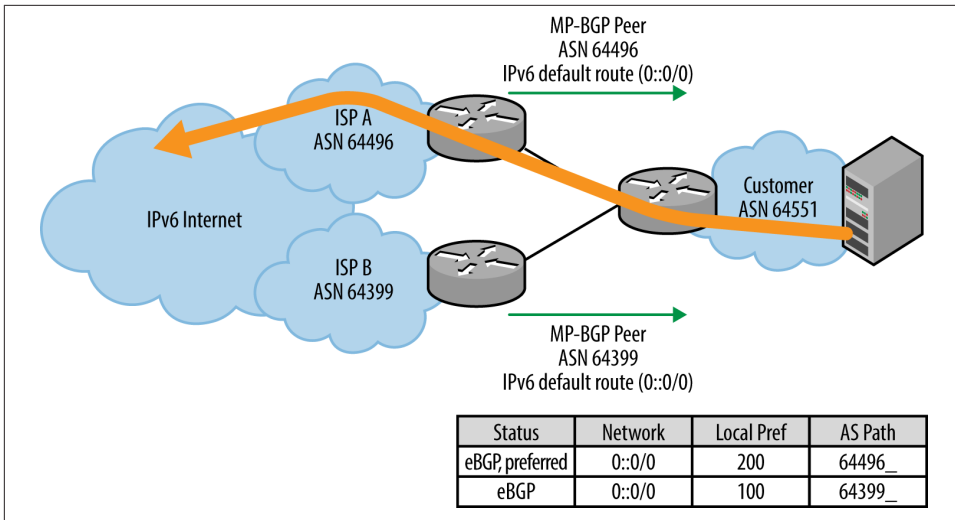 MP-BGP Peer
ASN 64496
IPv6 default route (0::0/0)
ISP A
ASN 64496
Customer
ASN 64551
IPv6 Internet
ISP B
ASN 64399
MP-BGP Peer
ASN 64399
IPv6 default route (0::0/0)
Status Network Local Pref AS Path
eBGP, preferred 0::0/0 200 64496_
eBGP 0::0/0 100 64399_